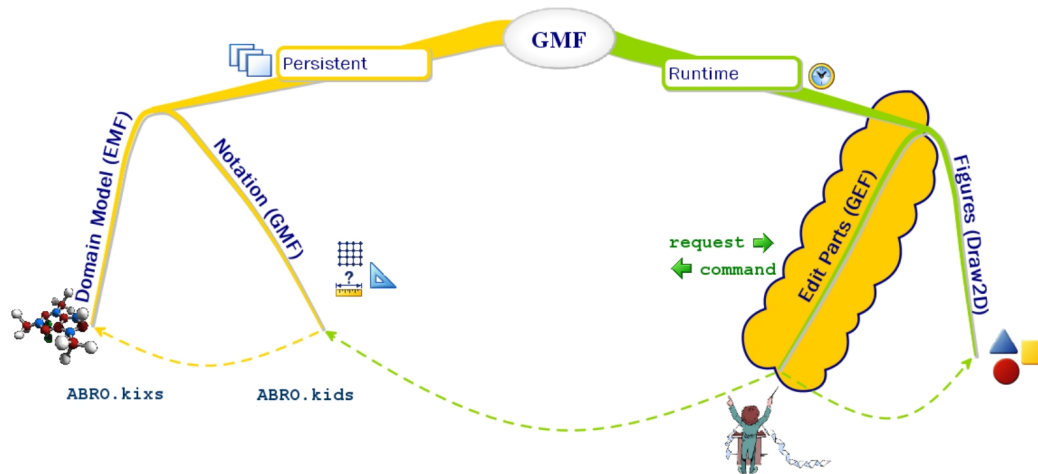 GMF
Persistent
Runtime
Domain Model (EMF)
Notation (GMF)
?
request
command
Edit Parts (GEF)
Figures (Draw2D)
ABRO.kixs
ABRO.kids